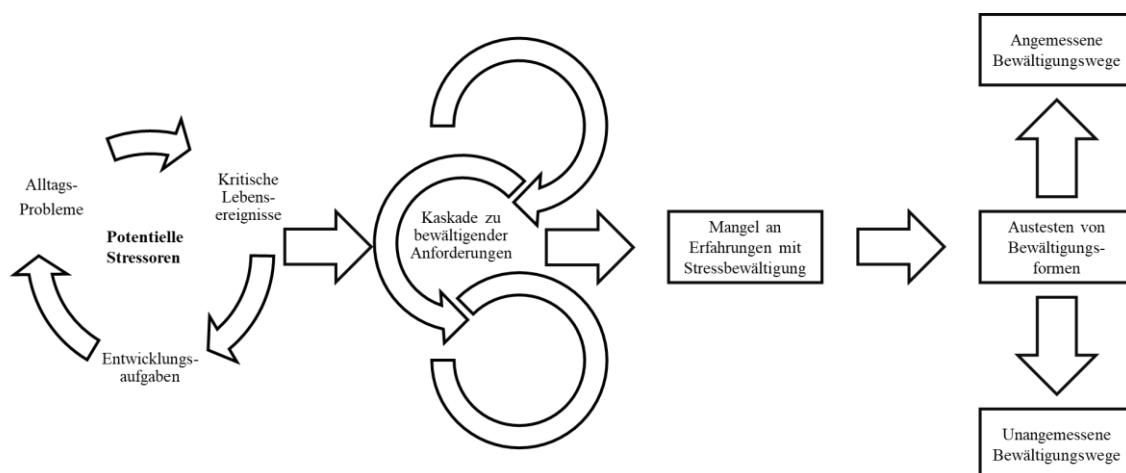 Alltags-
Probleme
Kritische
Lebens-
ereignisse
Potentielle
Stressoren
Entwicklungs-
aufgaben
Kaskade zu
bewältigender
Anforderungen
Mangel an
Erfahrungen mit
Stressbewältigung
Angemessene
Bewältigungswege
Austesten von
Bewältigungs-
formen
Unangemessene
Bewältigungswege